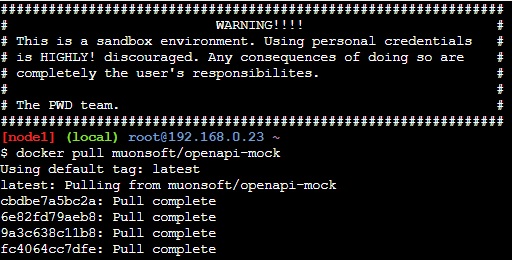 ###############################################################
# WARNING!!!! #
# This is a sandbox environment. Using personal credentials #
# is HIGHLY! discouraged. Any consequences of doing so are #
# completely the user's responsibilites. #
# #
# The PWD team. #
###############################################################
[node1] (local) root@192.168.0.23 ~
$ docker pull muonsoft/openapi-mock
Using default tag: latest
latest: Pulling from muonsoft/openapi-mock
cbdbe7a5bc2a: Pull complete
6e82fd79aeb8: Pull complete
9a3c638c11b8: Pull complete
fc4064cc7dfe: Pull complete